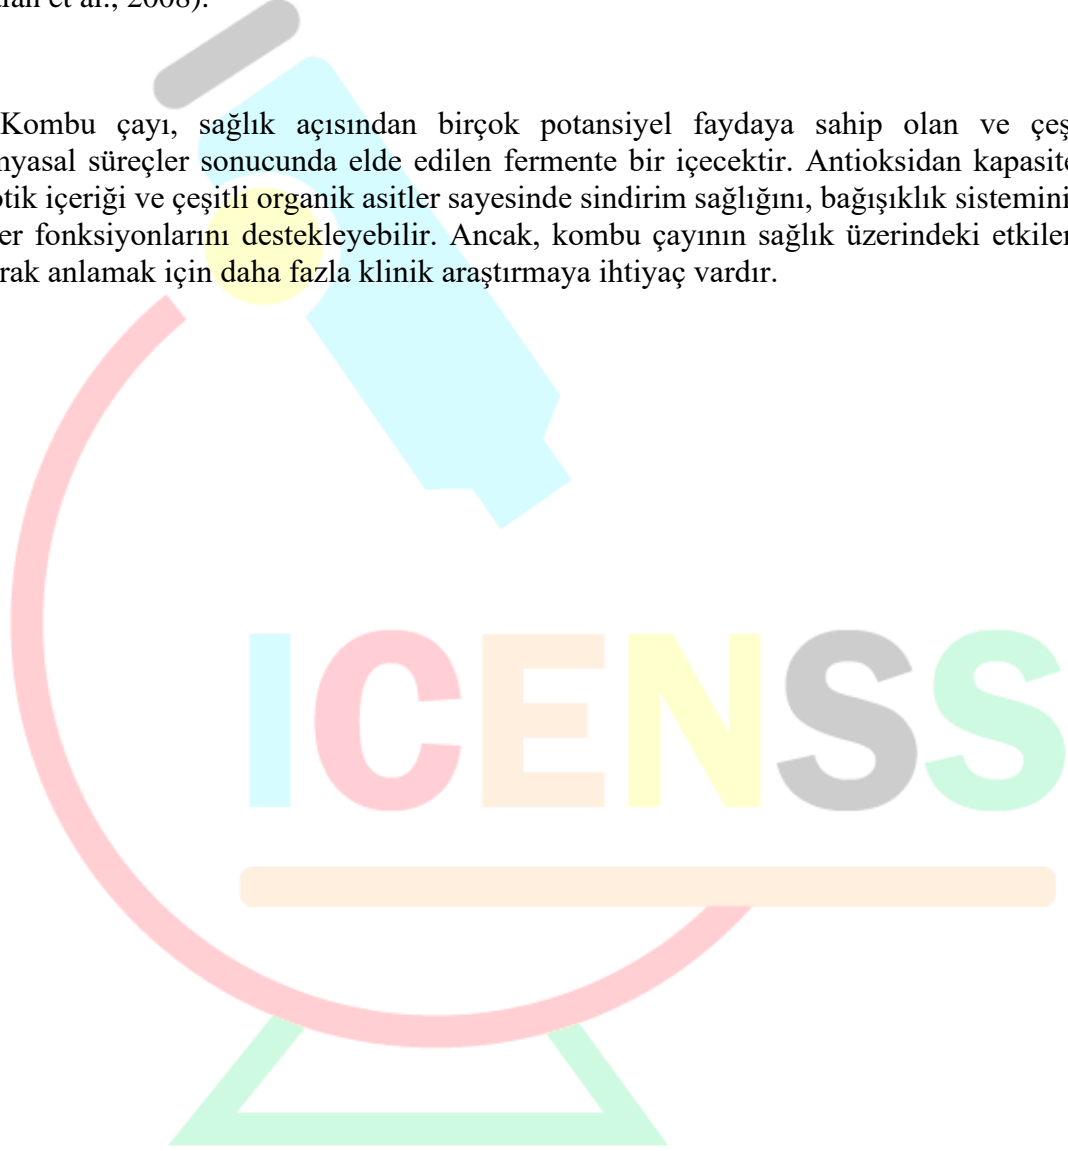 et al., 2008).
Kombu çayı, sağlık açısından birçok potansiyel faydaya sahip olan ve çeş
nyasal süreçler sonucunda elde edilen fermente bir içecektir. Antioksidan kapasite
otik içeriği ve çeşitli organik asitler sayesinde sindirim sağlığını, bağışıklık sistemini
er fonksiyonlarını destekleyebilir. Ancak, kombu çayının sağlık üzerindeki etkiler
rak anlamak için daha fazla klinik araştırmaya ihtiyaç vardır.
ICENSS